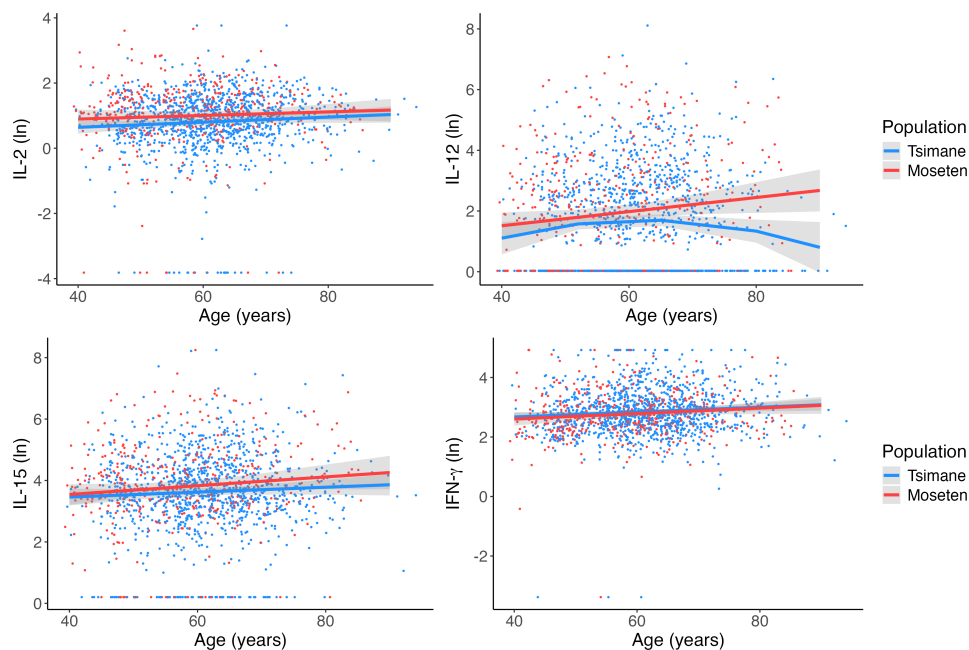 4
2
0
-2
-4
IL-2 (ln)
40
60
80
Age (years)
8
6
4
2
0
IL-12 (ln)
40
60
80
Age (years)
Population
Tsimane
Moseten
8
6
4
2
0
IL-15 (ln)
40
60
80
Age (years)
4
2
0
-2
IFN-γ (ln)
40
60
80
Age (years)
Population
Tsimane
Moseten